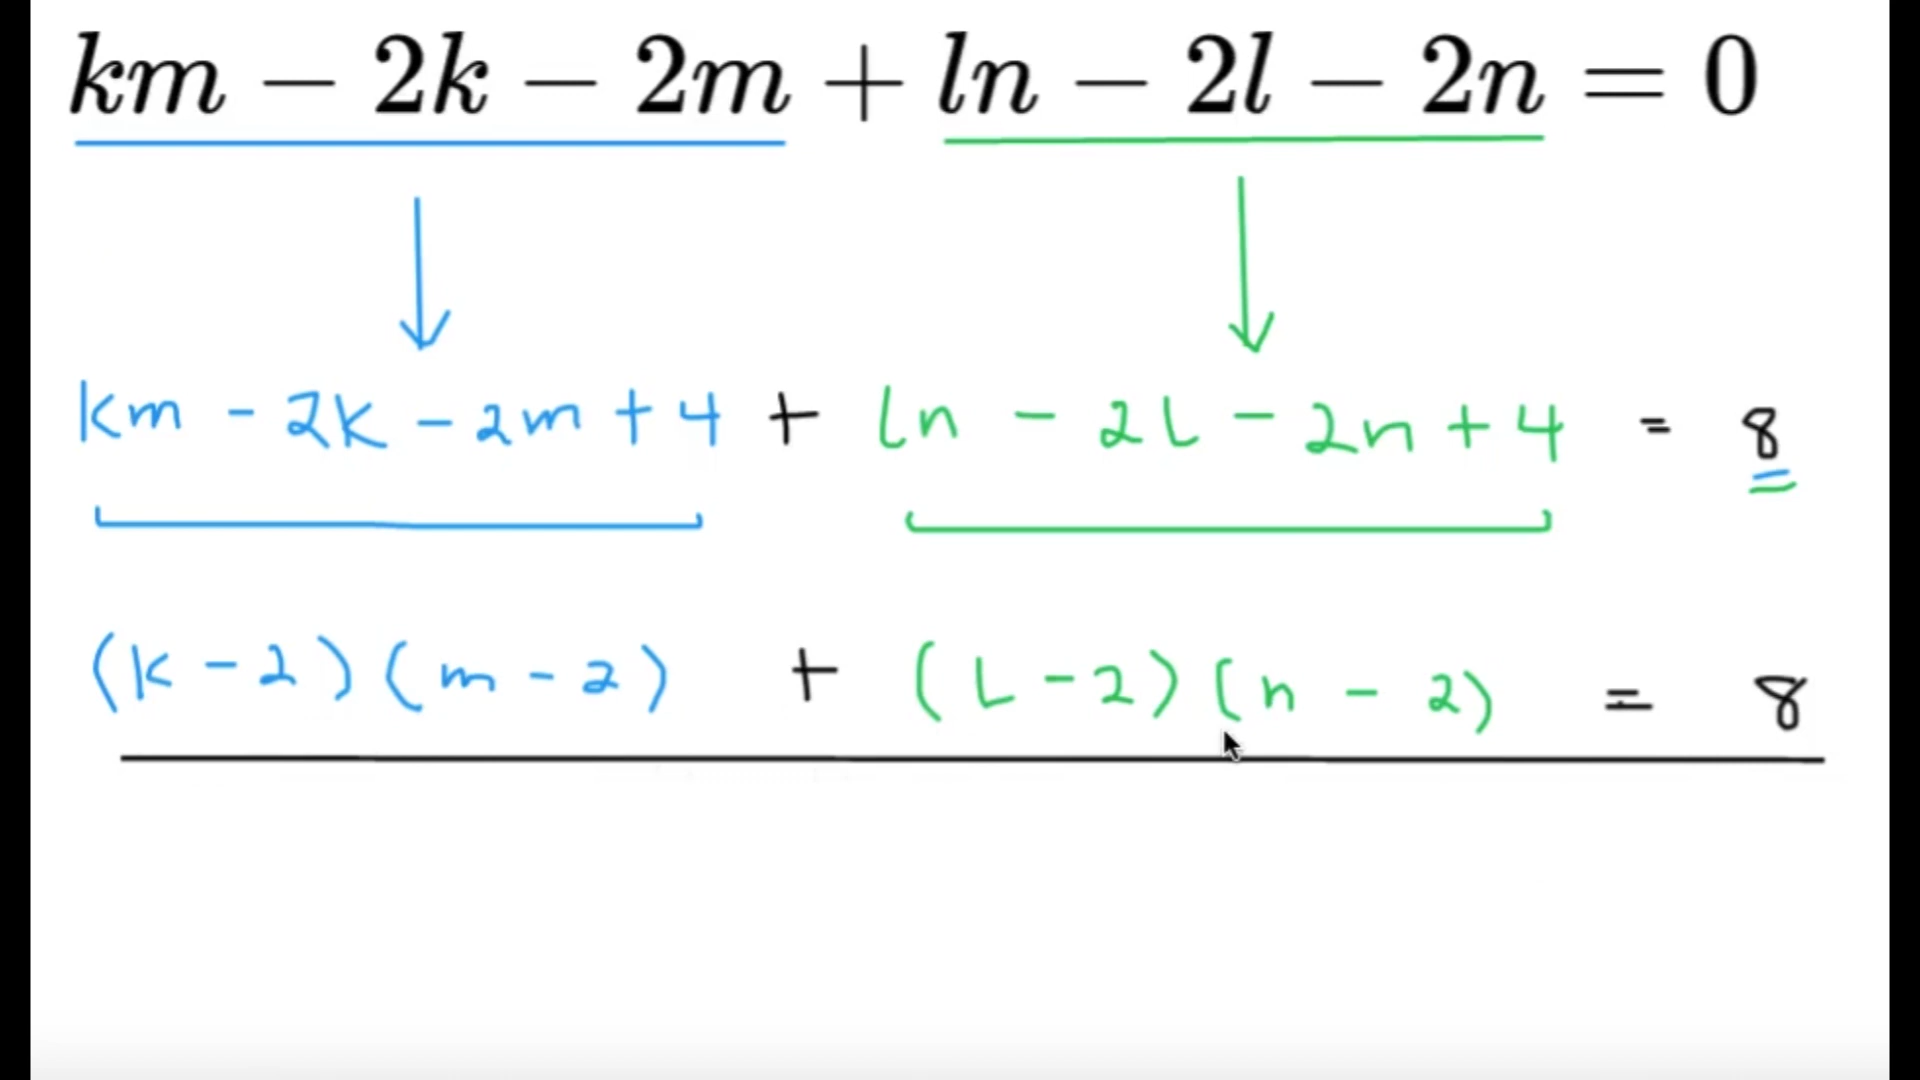 km − 2k − 2m + ln − 2l − 2n = 0
km - 2k - 2m + 4 + ln - 2l - 2n + 4 = 8
(k - 2)(m - 2) + (l - 2)(n - 2) = 8